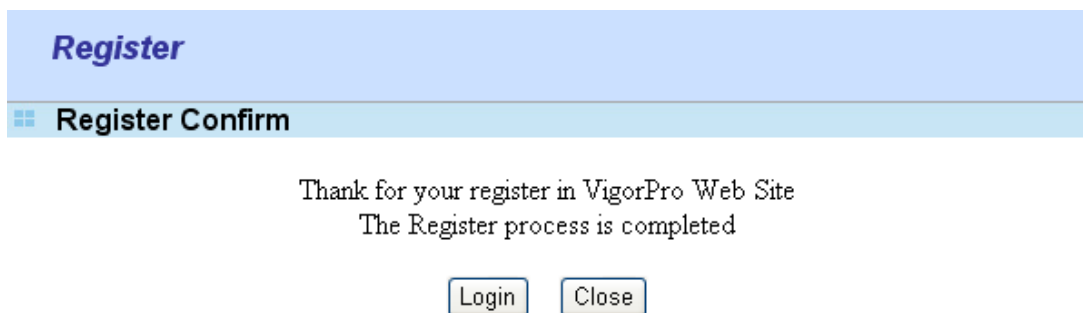 Register
Register Confirm
Thank for your register in VigorPro Web Site
The Register process is completed
Login Close